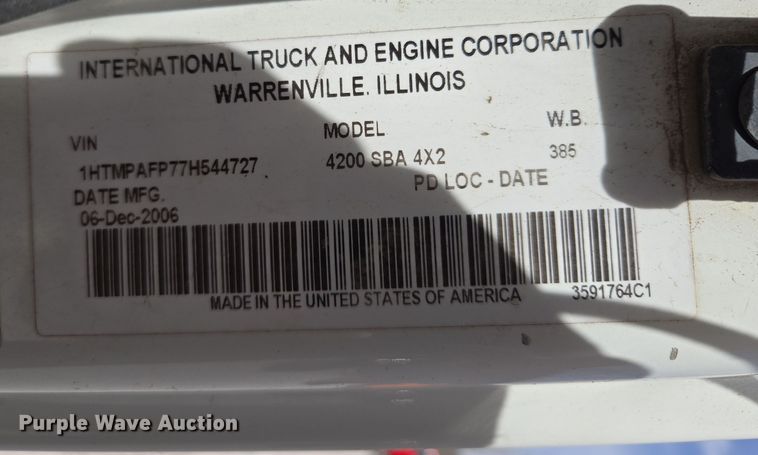 INTERNATIONAL TRUCK AND ENGINE CORPORATION
WARRENVILLE. ILLINOIS
VIN MODEL W.B.
1HTMPAFP77H544727 4200 SBA 4X2 385
DATE MFG. PD LOC - DATE
06-Dec-2006
MADE IN THE UNITED STATES OF AMERICA 3591764C1
Purple Wave Auction